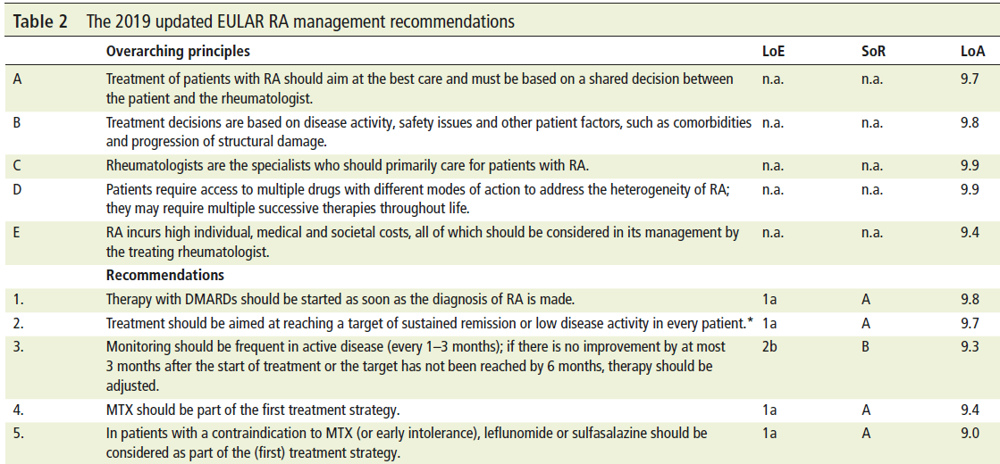 Table 2 The 2019 updated EULAR RA management recommendations
Overarching principles LoE SoR LoA
A Treatment of patients with RA should aim at the best care and must be based on a shared decision between n.a. n.a. 9.7
the patient and the rheumatologist.
B Treatment decisions are based on disease activity, safety issues and other patient factors, such as comorbidities n.a. n.a. 9.8
and progression of structural damage.
C Rheumatologists are the specialists who should primarily care for patients with RA. n.a. n.a. 9.9
D Patients require access to multiple drugs with different modes of action to address the heterogeneity of RA; n.a. n.a. 9.9
they may require multiple successive therapies throughout life.
E RA incurs high individual, medical and societal costs, all of which should be considered in its management by n.a. n.a. 9.4
the treating rheumatologist.
Recommendations
1. Therapy with DMARDs should be started as soon as the diagnosis of RA is made. 1a A 9.8
2. Treatment should be aimed at reaching a target of sustained remission or low disease activity in every patient.* 1a A 9.7
3. Monitoring should be frequent in active disease (every 1–3 months); if there is no improvement by at most 2b B 9.3
3 months after the start of treatment or the target has not been reached by 6 months, therapy should be
adjusted.
4. MTX should be part of the first treatment strategy. 1a A 9.4
5. In patients with a contraindication to MTX (or early intolerance), leflunomide or sulfasalazine should be 1a A 9.0
considered as part of the (first) treatment strategy.